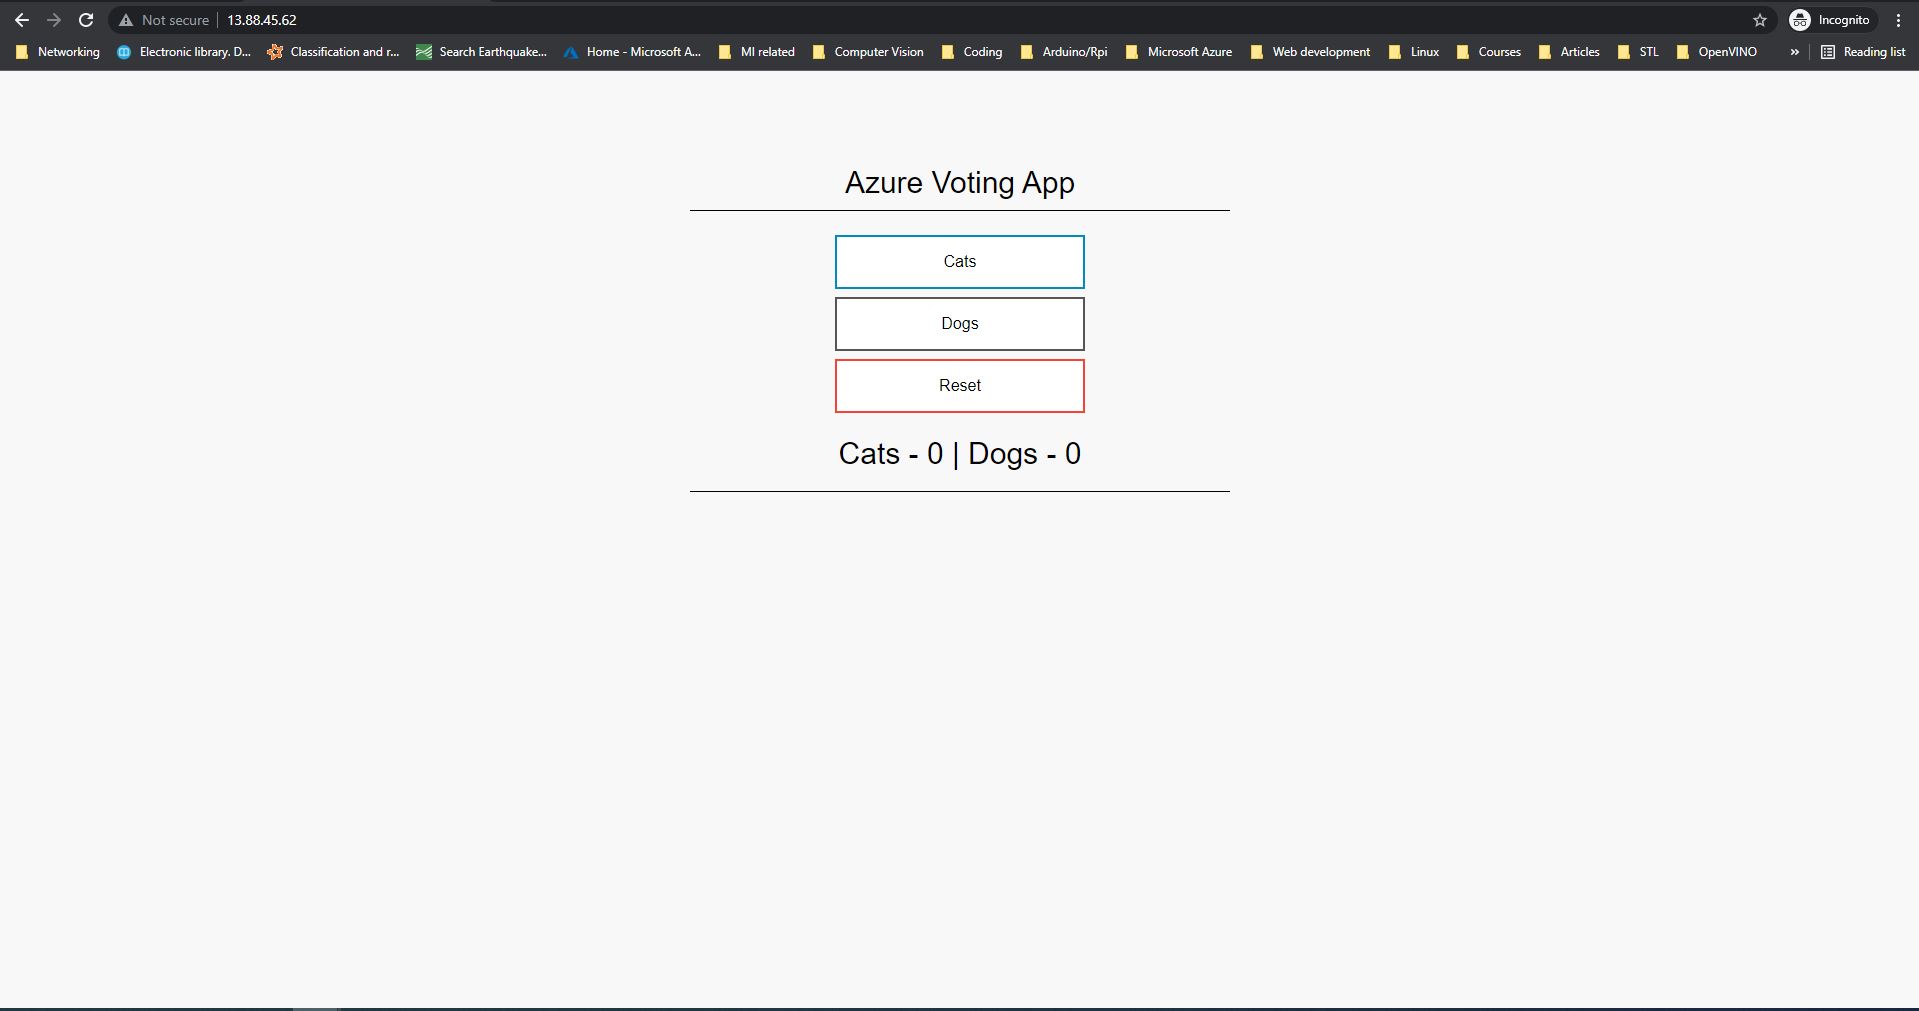 Not secure 13.88.45.62 Incognito
Networking Electronic library. D... Classification and r... Search Earthquake... Home - Microsoft A... Ml related Computer Vision Coding Arduino/Rpi Microsoft Azure Web development Linux Courses Articles STL OpenVINO » Reading list
Azure Voting App
Cats
Dogs
Reset
Cats - 0 | Dogs - 0